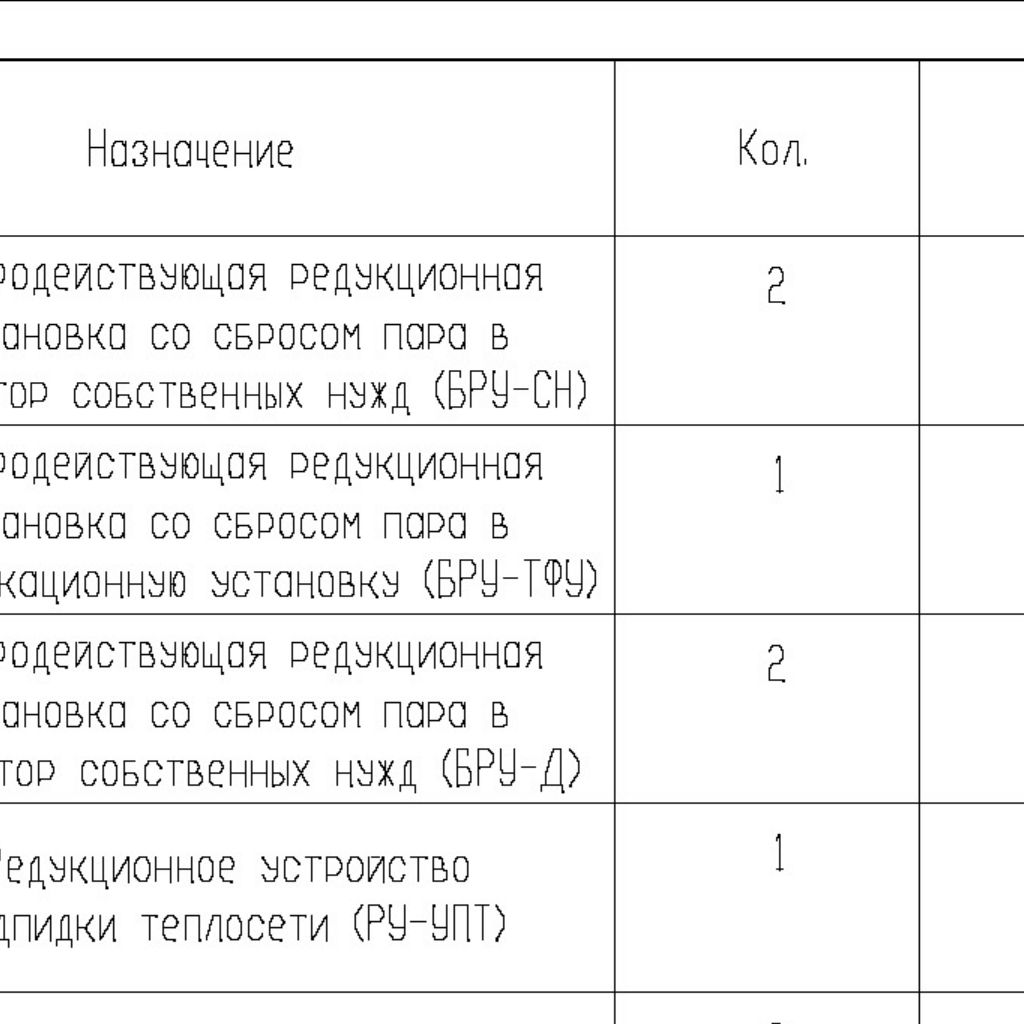 Назначение
Кол.
родействующая редукционная
2
ановка со сбросом пара в
тор собственных нужд (БРУ-СН)
родействующая редукционная
1
ановка со сбросом пара в
кационную установку (БРУ-ТФУ)
родействующая редукционная
2
ановка со сбросом пара в
тор собственных нужд (БРУ-Д)
Редукционное устройство
1
дпидки теплосети (РУ-УПТ)